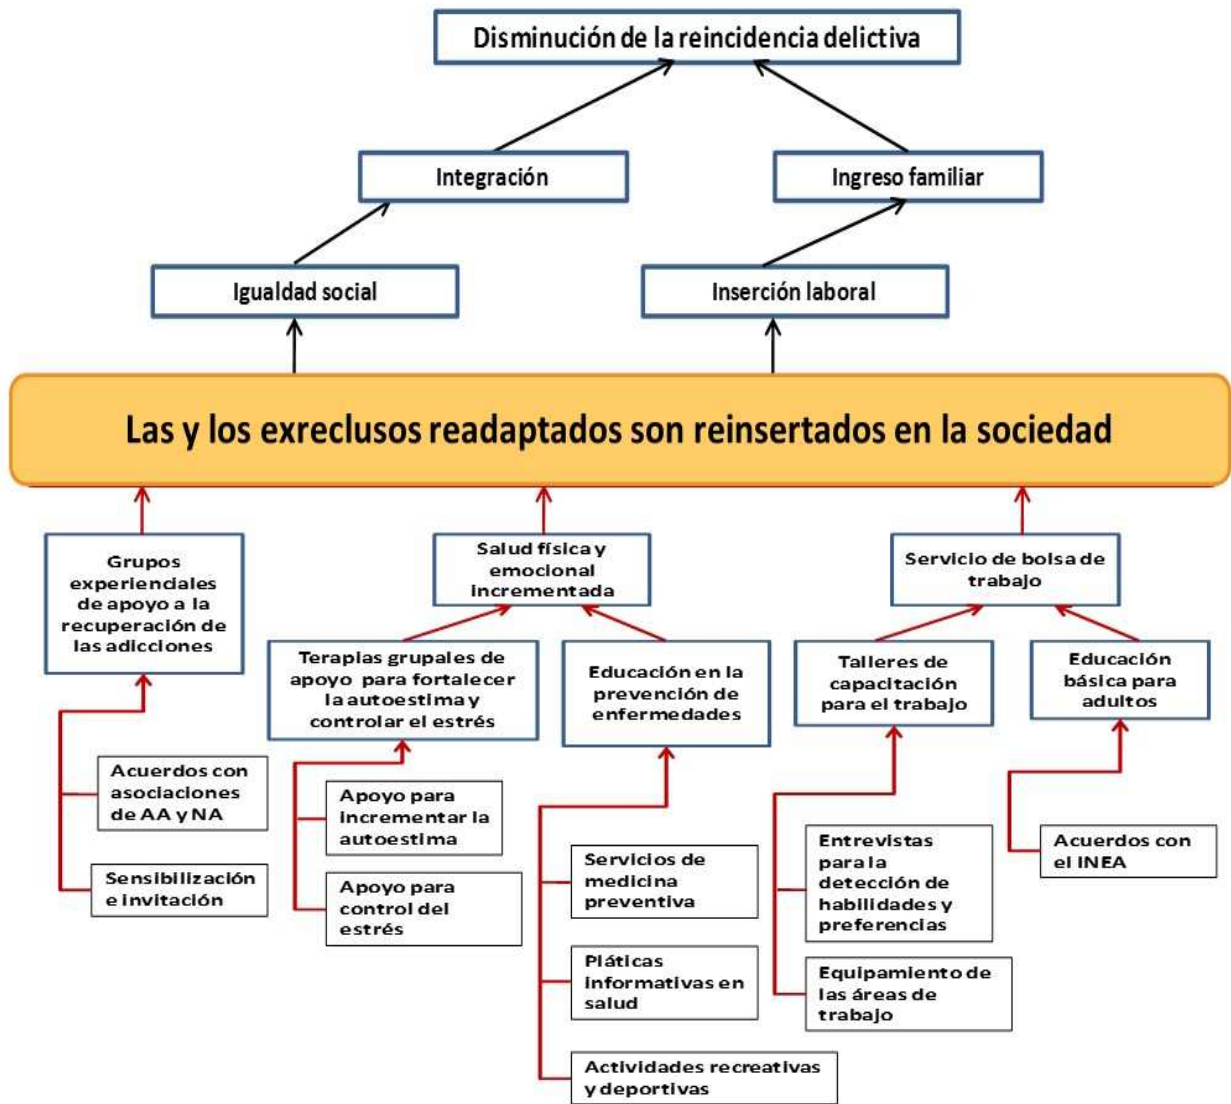 Disminución de la reincidencia delictiva
Integración
Ingreso familiar
Igualdad social
Inserción laboral
Las y los exreclusos readaptados son reinsertados en la sociedad
Grupos
experienciales
de apoyo a la
recuperación de
las adicciones
Salud física y
emocional
incrementada
Servicio de bolsa de
trabajo
Terapias grupales de
apoyo para fortalecer
la autoestima y
controlar el estrés
Educación en la
prevención de
enfermedades
Talleres de
capacitación
para el trabajo
Educación
básica para
adultos
Acuerdos con
asociaciones
de AA y NA
Sensibilización
e invitación
Apoyo para
incrementar la
autoestima
Apoyo para
control del
estrés
Servicios de
medicina
preventiva
Pláticas
informativas en
salud
Actividades recreativas
y deportivas
Entrevistas
para la
detección de
habilidades y
preferencias
Equipamiento de
las áreas de
trabajo
Acuerdos con
el INEA